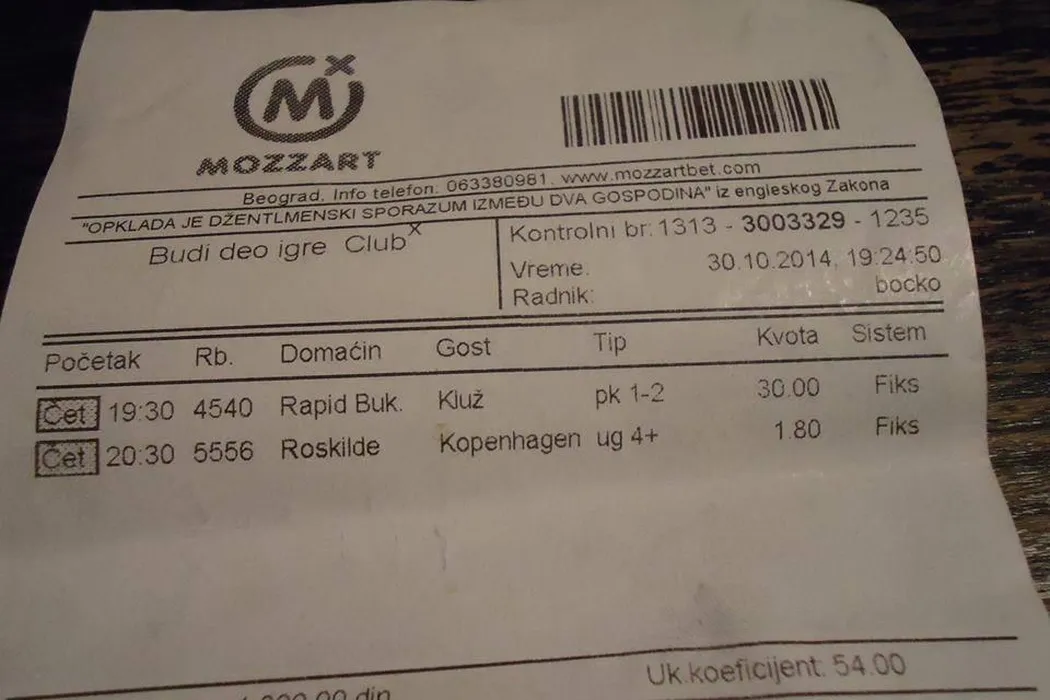 MOZZART
Beograd. Info telefon: 063380981, www.mozzartbet.com
"OPKLADA JE DŽENTLMENSKI SPORAZUM IZMEĐU DVA GOSPODINA" iz engleskog Zakona
Budi deo igre Club X
Kontrolni br: 1313 - 3003329 - 1235
Vreme: 30.10.2014, 19:24:50
Radnik: bocko
Početak Rb. Domaćin Gost Tip Kvota Sistem
Čet 19:30 4540 Rapid Buk. Kluž pk 1-2 30.00 Fiks
Čet 20:30 5556 Roskilde Kopenhagen ug 4+ 1.80 Fiks
Uk.koeficijent: 54.00
din